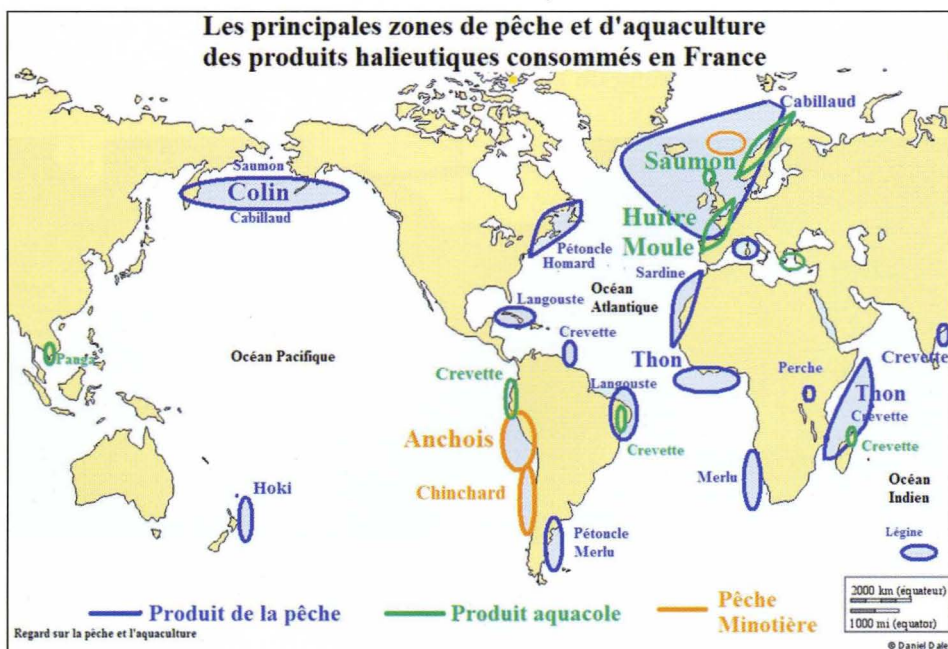 Les principales zones de pêche et d'aquaculture
des produits halieutiques consommés en France
Cabillaud
Saumon
Colin
Cabillaud
Saumon
Huître
Moule
Pétoncle
Homard
Sardine
Océan
Atlantique
Langouste
Crevette
Océan Pacifique
Panga
Thon
Crevette
Crevette
Langouste
Perche
Thon
Crevette
Anchois
Crevette
Crevette
Chinchard
Merlu
Océan
Indien
Hoki
Pétoncle
Merlu
Légine
Produit de la pêche
Produit aquacole
Pêche
Minotière
2000 km (équateur)
1000 mi (equator)
Regard sur la pêche et l'aquaculture
© Daniel Dale